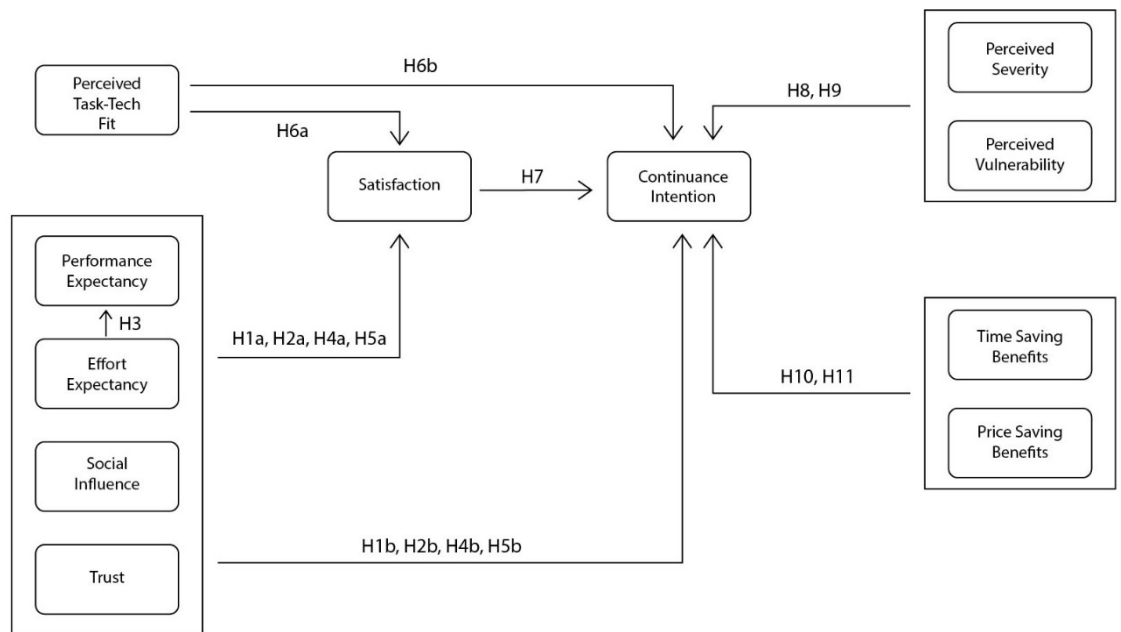 Perceived
Task-Tech
Fit
H6b
H6a
Satisfaction
H7
Continuance
Intention
H8, H9
Perceived
Severity
Perceived
Vulnerability
Performance
Expectancy
H3
Effort
Expectancy
Social
Influence
Trust
H1a, H2a, H4a, H5a
H1b, H2b, H4b, H5b
H10, H11
Time Saving
Benefits
Price Saving
Benefits